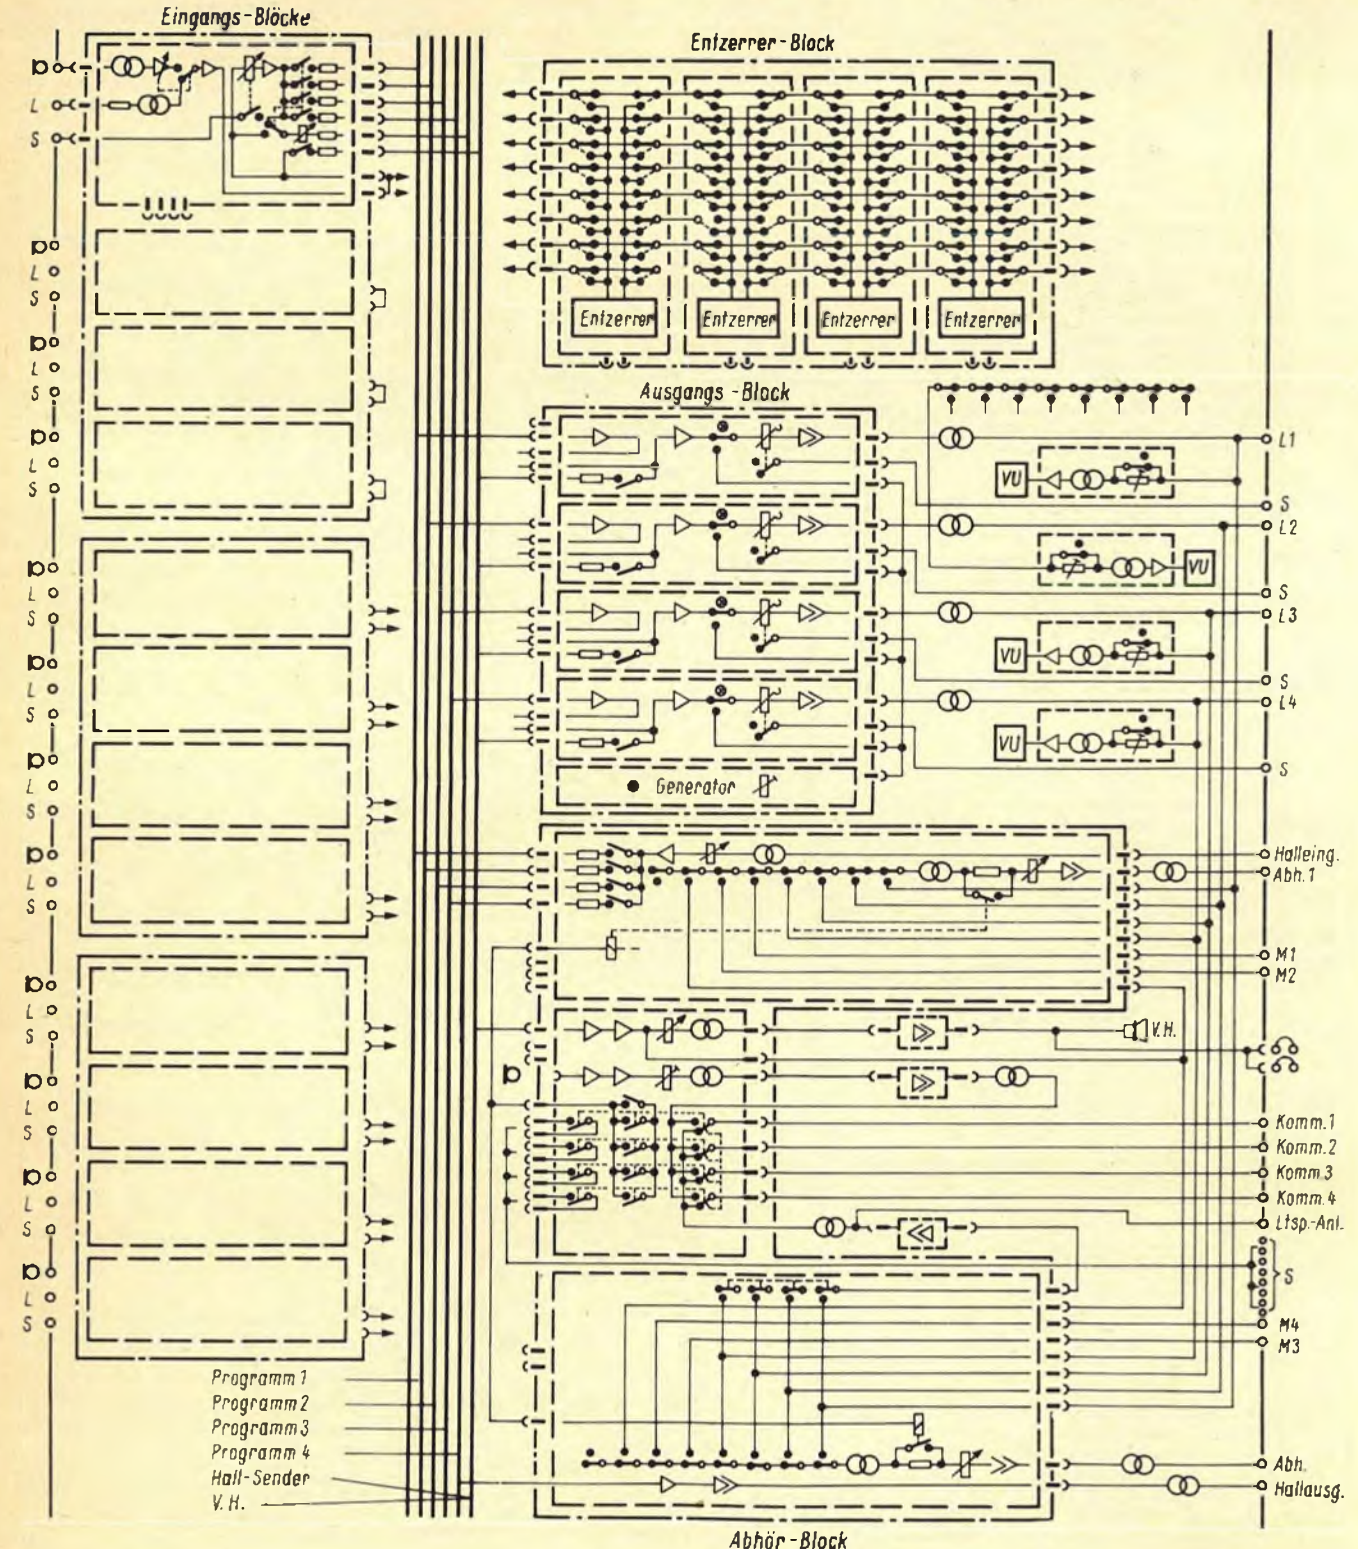 Eingangs-Blöcke
Entzerrer-Block
L
S
L
S
L
S
L
S
Entzerrer Entzerrer Entzerrer Entzerrer
Ausgangs-Block
L1
VU
S
L2
VU
S
L3
VU
S
L4
VU
S
Generator
L
S
L
S
L
S
L
S
Halleing.
Abh.1
M1
M2
V.H.
L
S
L
S
L
S
L
S
Komm.1
Komm.2
Komm.3
Komm.4
Ltsp.-Anl.
S
M4
M3
Programm 1
Programm 2
Programm 3
Programm 4
Hall-Sender
V.H.
Abh.
Hallausg.
Abhör-Block